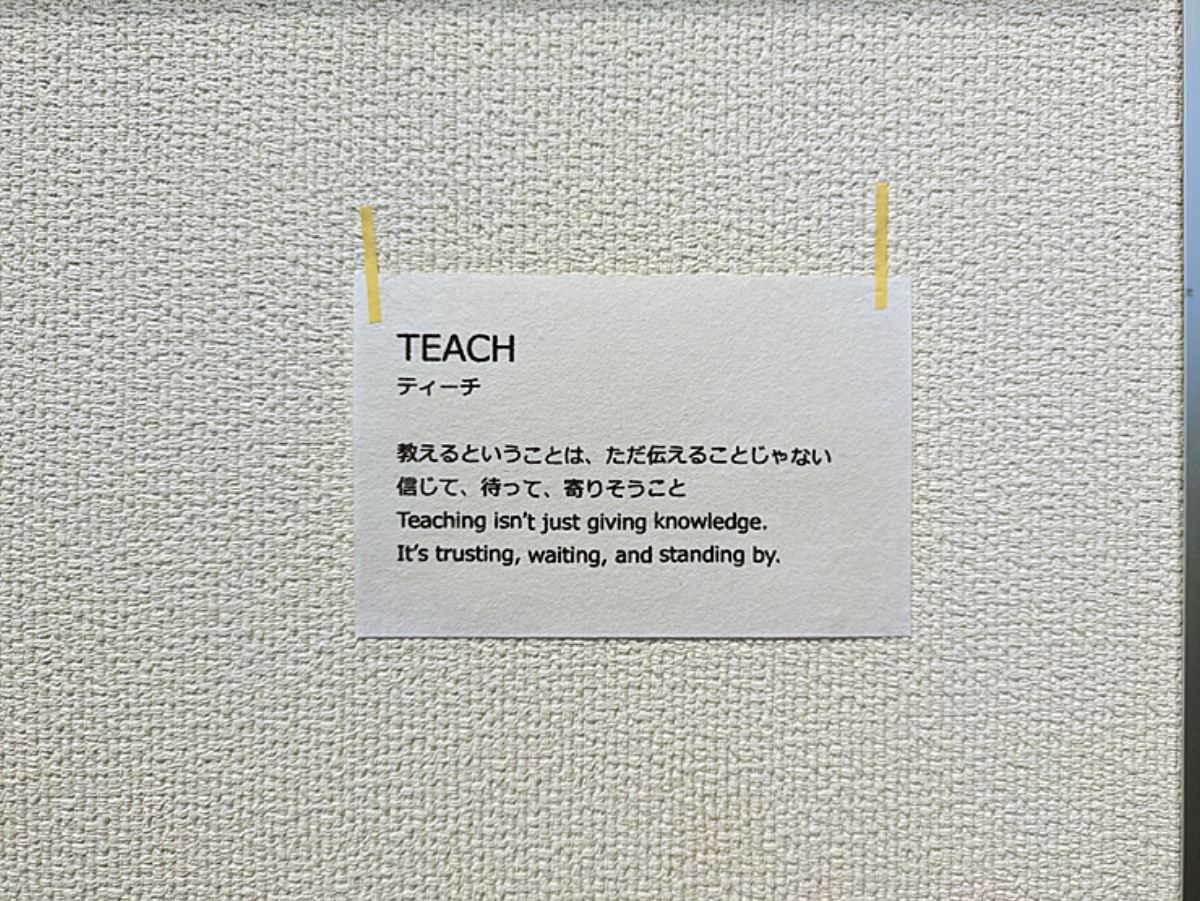 TEACH
ティーチ
教えるということは、ただ伝えることじゃない
信じて、待って、寄りそうこと
Teaching isn't just giving knowledge.
It's trusting, waiting, and standing by.